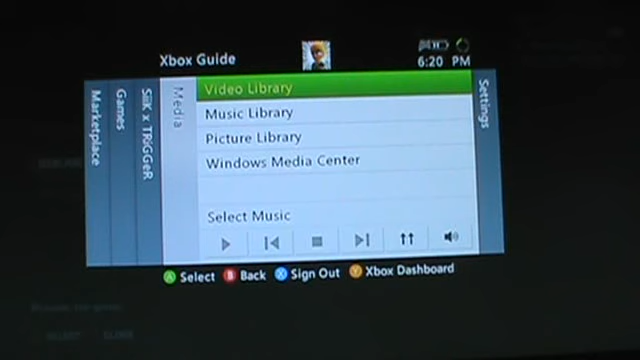 Xbox Guide
6:20 PM
Marketplace
Games
SliK x TRiGGeR
Media
Video Library
Music Library
Picture Library
Windows Media Center
Select Music
Settings
A Select B Back X Sign Out Y Xbox Dashboard